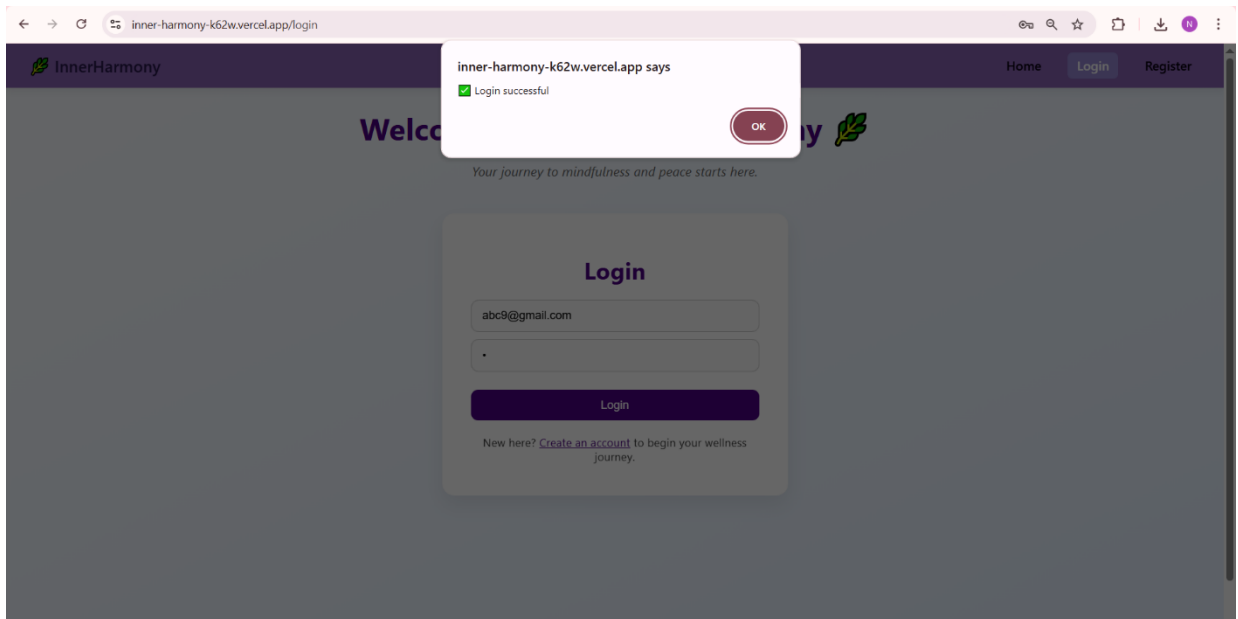 inner-harmony-k62w.vercel.app/login
N
InnerHarmony
Home
Login
Register
inner-harmony-k62w.vercel.app says
Login successful
OK
Welc
ny
Your journey to mindfulness and peace starts here.
Login
abc9@gmail.com
•
Login
New here? Create an account to begin your wellness
journey.